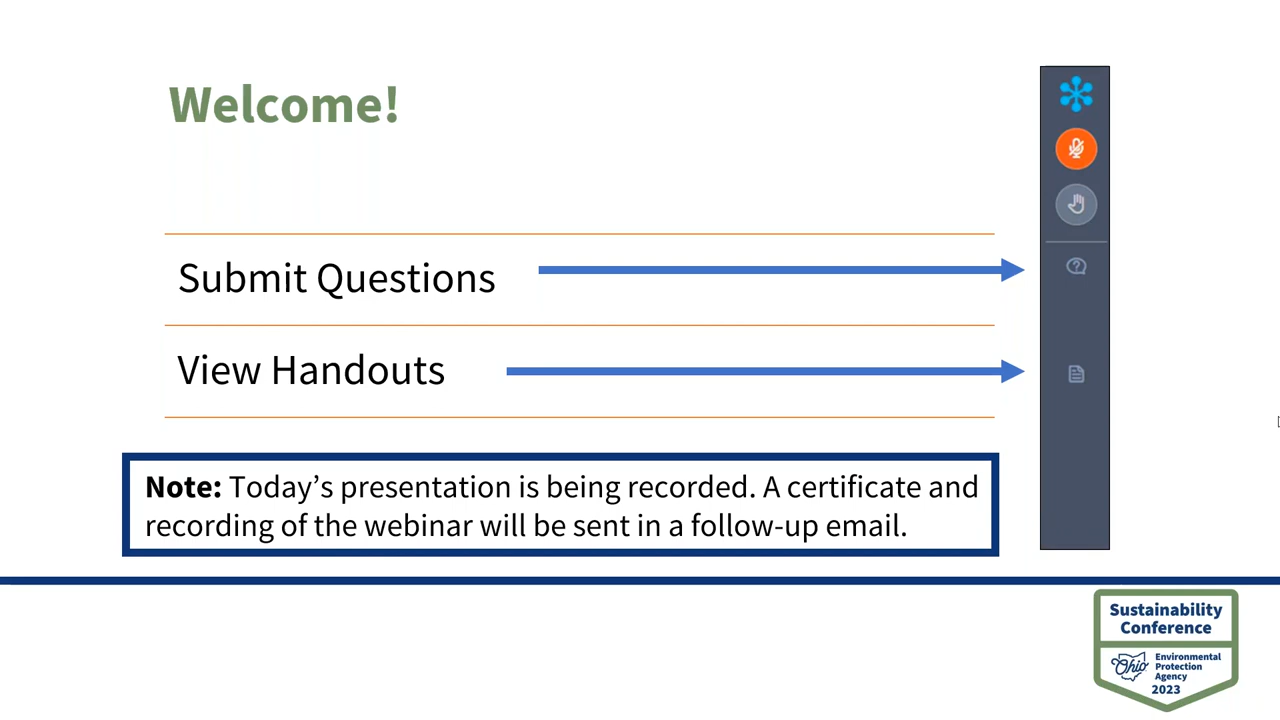 Welcome!
Submit Questions
View Handouts
Note: Today’s presentation is being recorded. A certificate and
recording of the webinar will be sent in a follow-up email.
Sustainability
Conference
Ohio
Environmental
Protection
Agency
2023